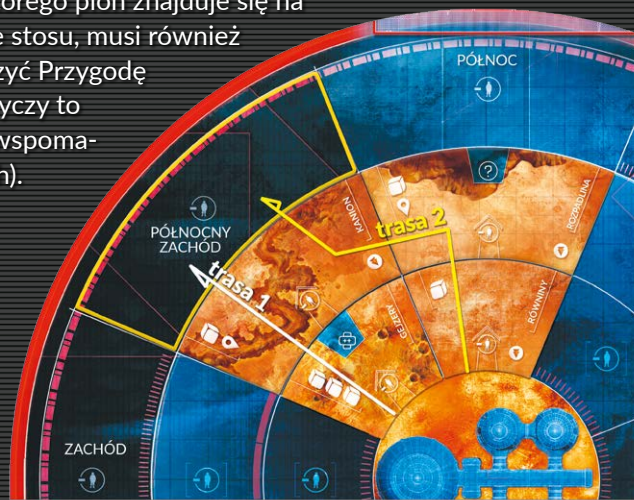 órego pion znajduje się na
e stosu, musi również
zyć Przygodę
yczy to
wspoma-
n).
PÓŁNOC
?
KANION
ROZPADLINA
trasa 2
PÓŁNOCNY
ZACHÓD
trasa 1
RÓWNINY
GEJZERY
ZACHÓD